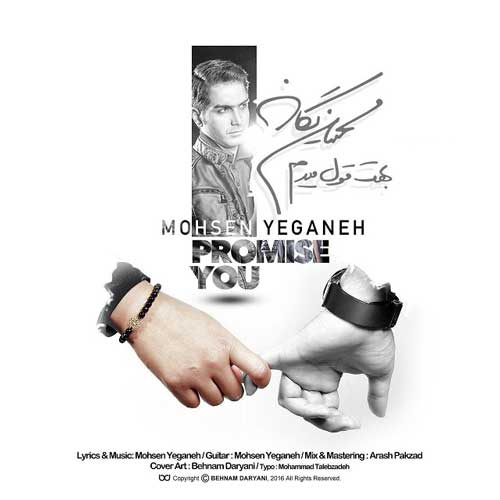 محسن یگانه
بهت قول میدم
MOHSEN YEGANEH
I PROMISE
YOU
Lyrics & Music: Mohsen Yeganeh / Guitar : Mohsen Yeganeh / Mix & Mastering : Arash Pakzad
Cover Art : Behnam Daryani / Typo : Mohammad Talebzadeh
Copyright © BEHNAM DARYANI, 2016 All Rights Reserved.